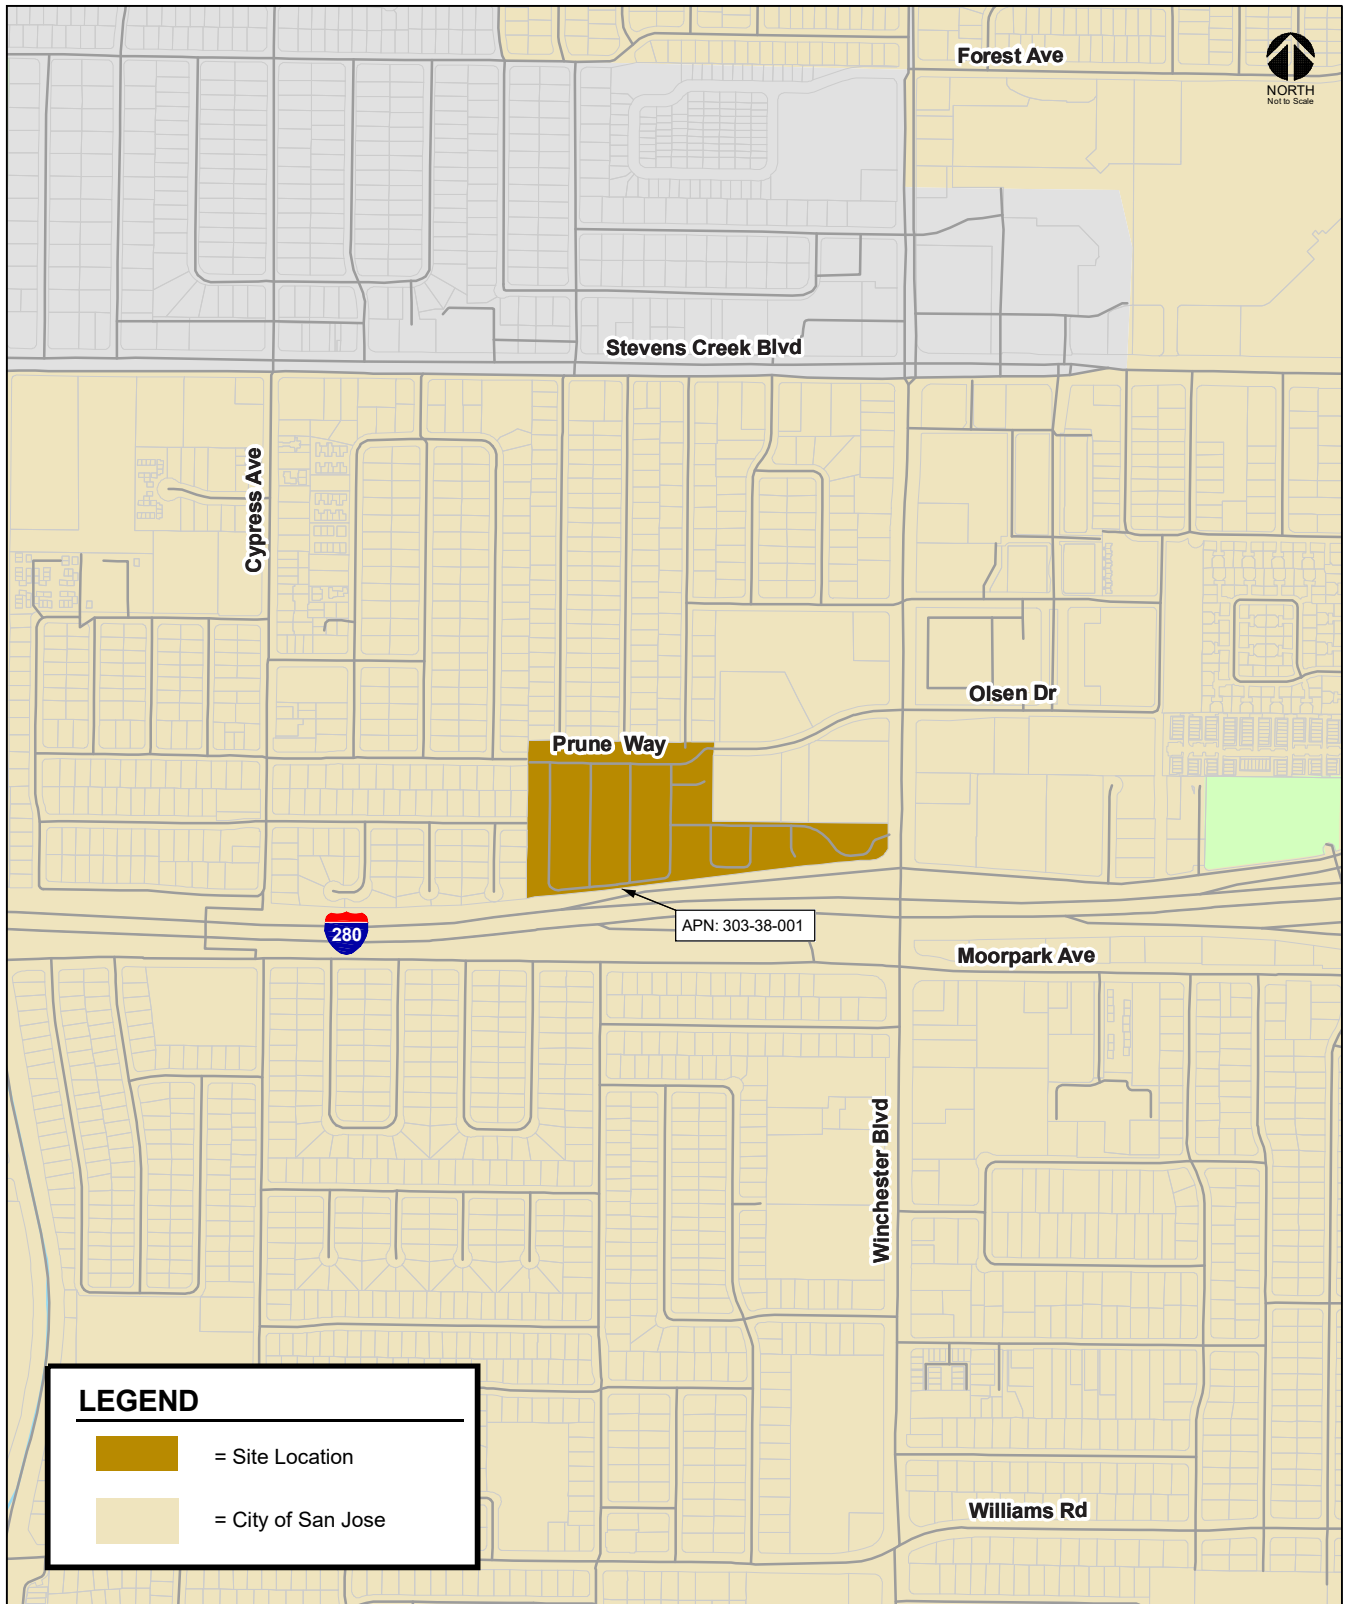 Forest Ave
NORTH
Not to Scale
Stevens Creek Blvd
Cypress Ave
Olsen Dr
Prune Way
APN: 303-38-001
280
Moorpark Ave
Winchester Blvd
LEGEND
= Site Location
= City of San Jose
Williams Rd